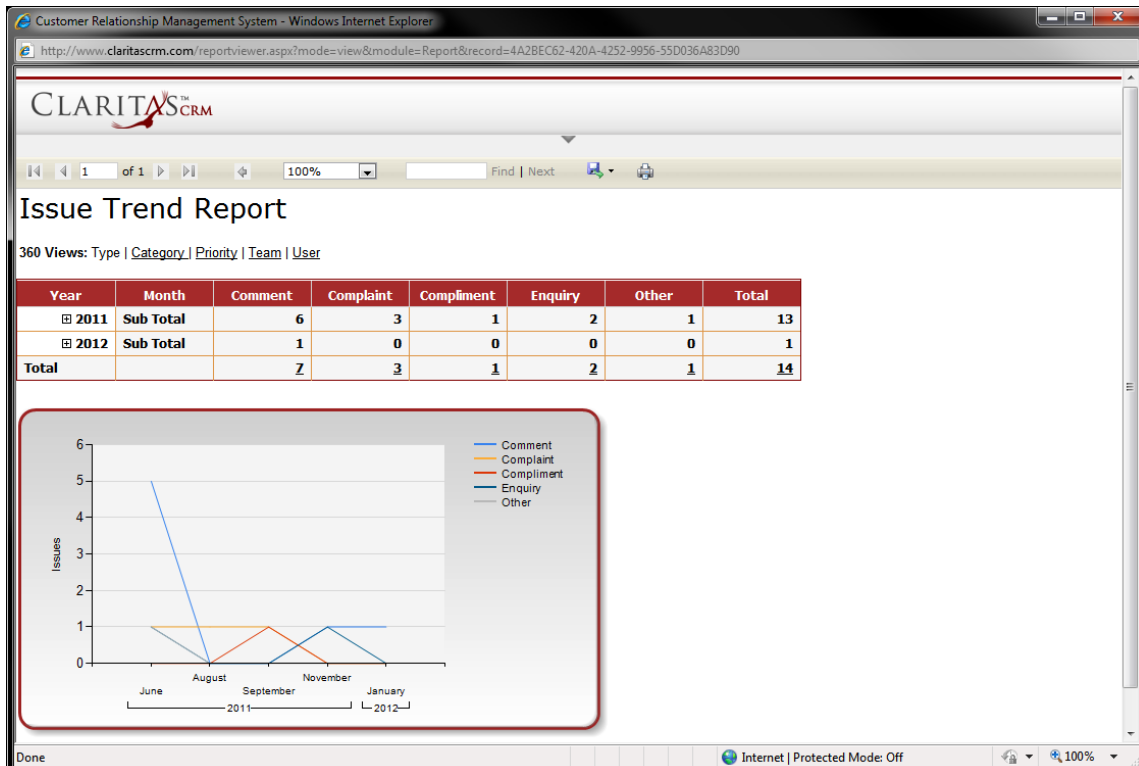 Customer Relationship Management System - Windows Internet Explorer
http://www.claritascrm.com/reportviewer.aspx?mode=view&module=Report&record=4A2BEC62-420A-4252-9956-55D036A83D90
CLARITAS™CRM
1 of 1 100% Find | Next
Issue Trend Report
360 Views: Type | Category | Priority | Team | User
Year Month Comment Complaint Compliment Enquiry Other Total
2011 Sub Total 6 3 1 2 1 13
2012 Sub Total 1 0 0 0 0 1
Total 7 3 1 2 1 14
6
5
4
3
2
1
0
Issues
Comment
Complaint
Compliment
Enquiry
Other
August November
June September January
2011 2012
Done Internet | Protected Mode: Off 100%